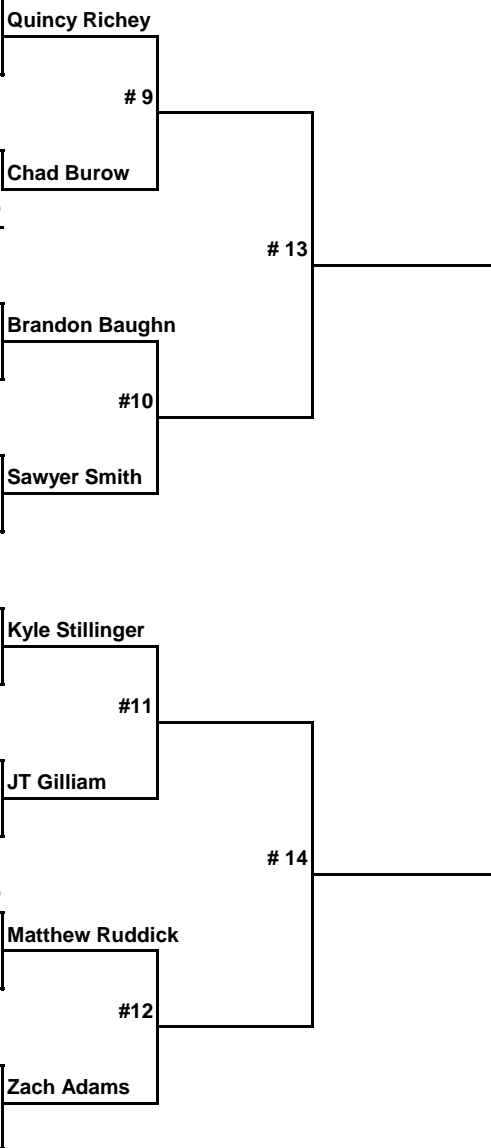 Quincy Richey
# 9
Chad Burow
# 13
Brandon Baughn
#10
Sawyer Smith
Kyle Stillinger
#11
JT Gilliam
# 14
Matthew Ruddick
#12
Zach Adams